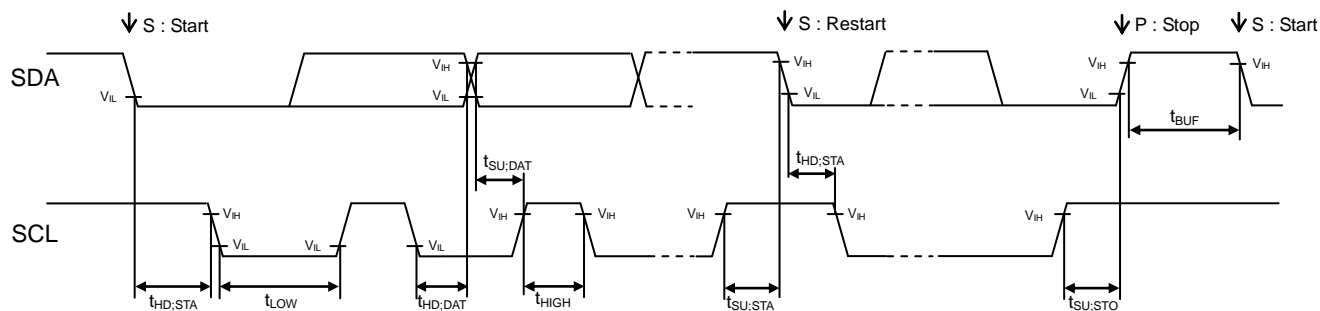 S : Start
S : Restart
P : Stop
S : Start
SDA
VIH
VIL
VIL
VIH
VIL
VIH
VIL
VIH
tBUF
tSU;DAT
tHD;STA
SCL
VIH
VIL
VIL
VIL
VIH
VIH
VIH
VIH
VIH
tHD;STA
tLOW
tHD;DAT
tHIGH
tSU;STA
tSU;STO